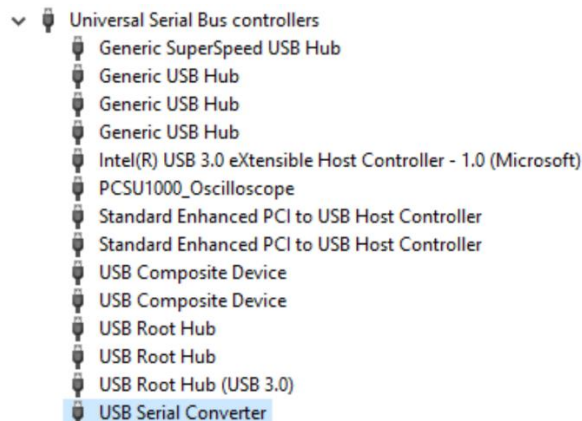 Universal Serial Bus controllers
Generic SuperSpeed USB Hub
Generic USB Hub
Generic USB Hub
Generic USB Hub
Intel(R) USB 3.0 eXtensible Host Controller - 1.0 (Microsoft)
PCSU1000_Oscilloscope
Standard Enhanced PCI to USB Host Controller
Standard Enhanced PCI to USB Host Controller
USB Composite Device
USB Composite Device
USB Root Hub
USB Root Hub
USB Root Hub (USB 3.0)
USB Serial Converter